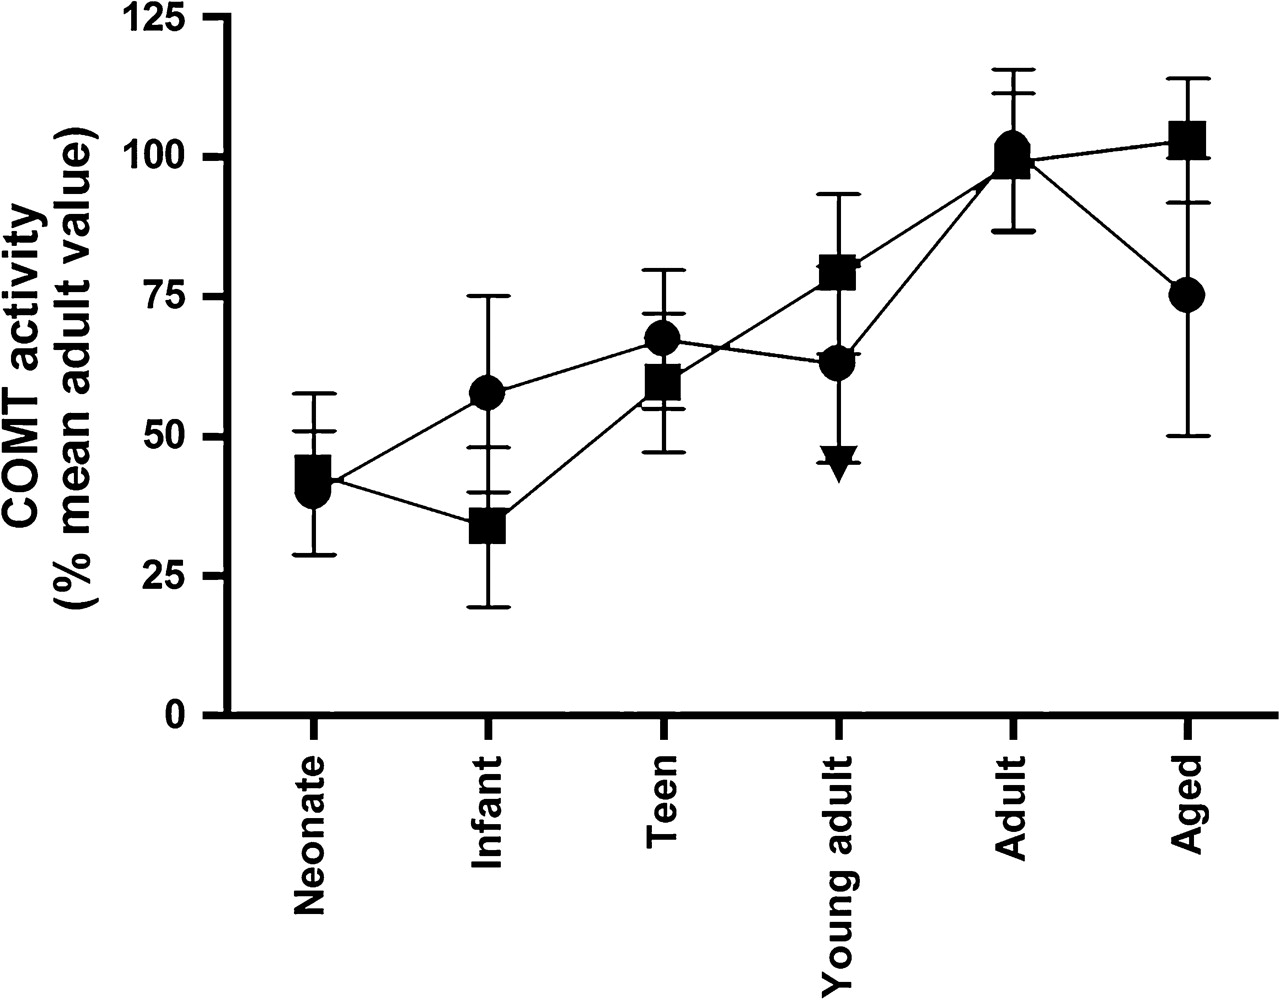 COMT activity
(% mean adult value)
125
100
75
50
25
0
Neonate
Infant
Teen
Young adult
Adult
Aged